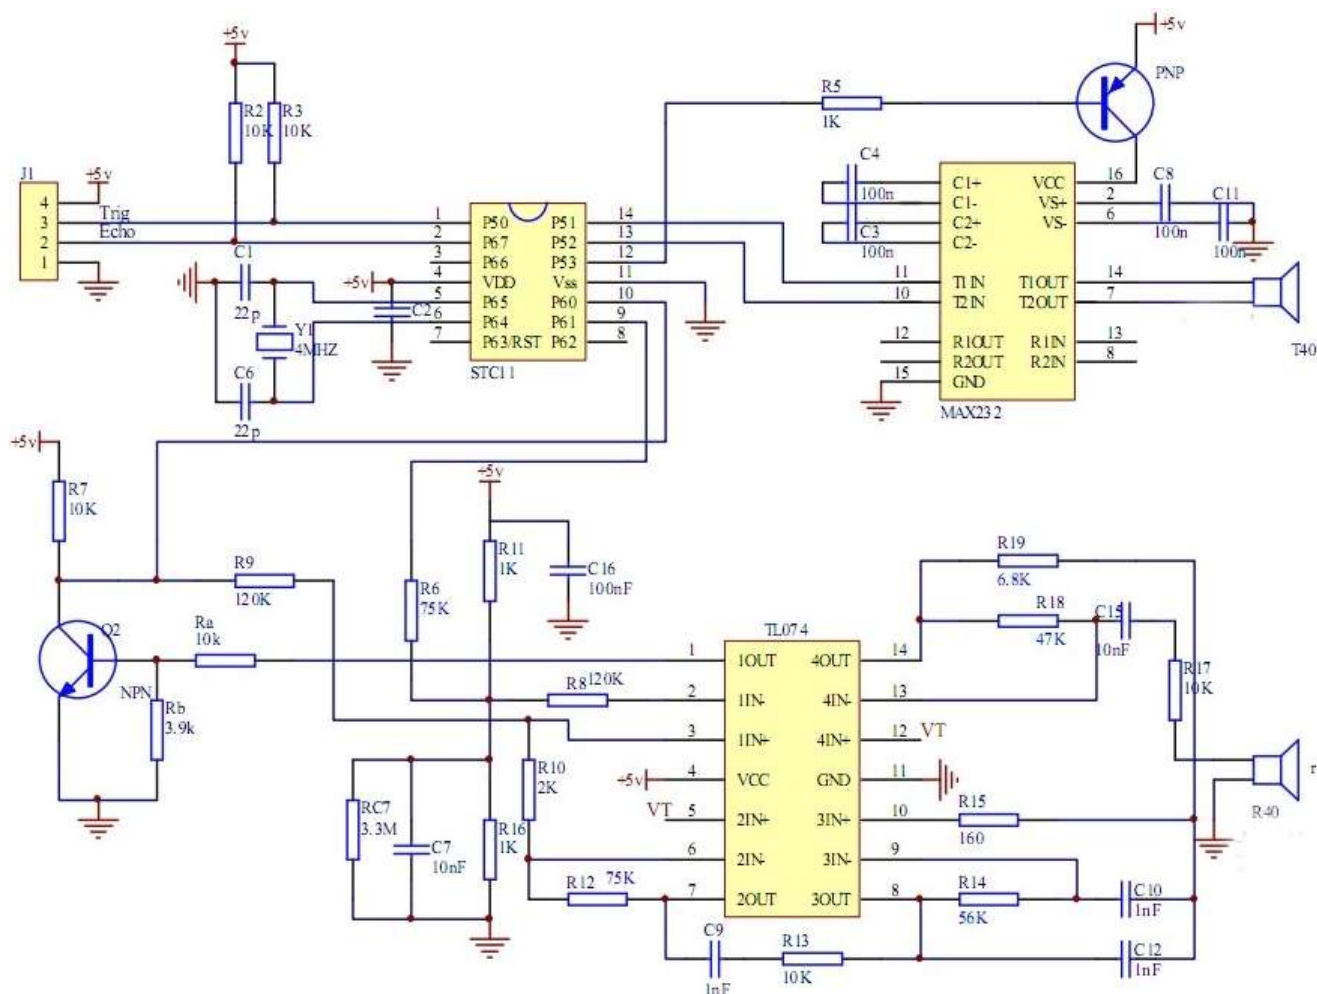 +5v
+5v
PNP
R2
10K
R3
10K
R5
1K
J1
+5v
4
3
2
1
Trig
Echo
C1
22p
Y1
4MHZ
C6
22p
+5v
C2
1
2
3
4
5
6
7
P50
P67
P66
VDD
P65
P64
P63/RST
P51
P52
P53
Vss
P60
P61
P62
14
13
12
11
10
9
8
STC11
C4
100n
C3
100n
11
10
12
15
C1+
C1-
C2+
C2-
T1IN
T2IN
R1OUT
R2OUT
GND
VCC
VS+
VS-
T1OUT
T2OUT
R1IN
R2IN
16
2
6
14
7
13
8
MAX232
C8
100n
C11
100n
T40
+5v
R7
10K
R9
120K
Ra
10k
Q2
NPN
Rb
3.9k
R6
75K
+5v
R11
1K
C16
100nF
R8
120K
RC7
3.3M
C7
10nF
R16
1K
R10
2K
R12
75K
C9
1nF
R13
10K
TL074
1
2
3
4
5
6
7
+5v
VT
1OUT
1IN-
1IN+
VCC
2IN+
2IN-
2OUT
4OUT
4IN-
4IN+
GND
3IN+
3IN-
3OUT
14
13
12
11
10
9
8
VT
R19
6.8K
R18
47K
C15
10nF
R17
10K
R15
160
R14
56K
C10
1nF
C12
1nF
R40
r